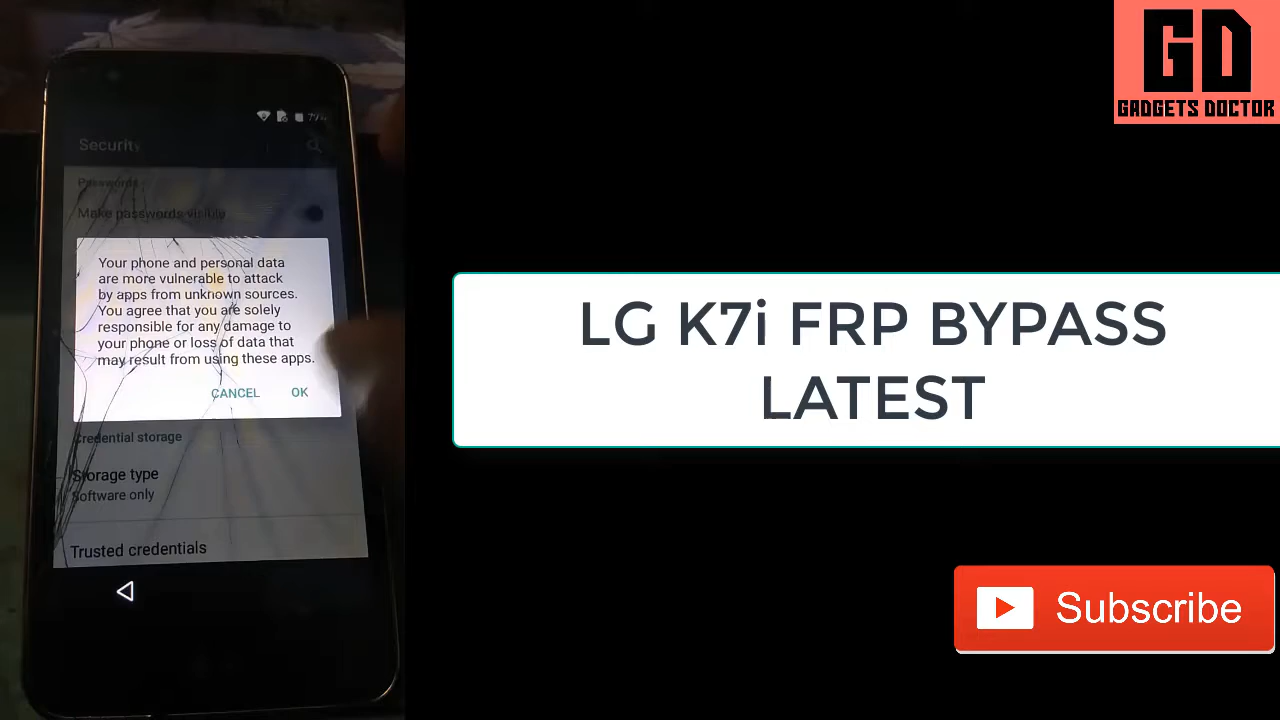 GD
GADGETS DOCTOR
79%
Security
Passwords
Make passwords visible
Your phone and personal data
are more vulnerable to attack
by apps from unknown sources.
You agree that you are solely
responsible for any damage to
your phone or loss of data that
may result from using these apps.
CANCEL OK
Credential storage
Storage type
Software only
Trusted credentials
LG K7i FRP BYPASS
LATEST
Subscribe